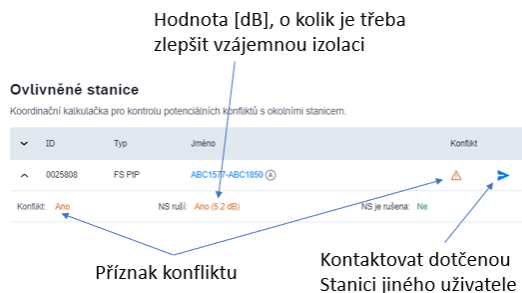 Hodnota [dB], o kolik je třeba
zlepšit vzájemnou izolaci
Ovlivněné stanice
Koordinační kalkulačka pro kontrolu potenciálních konfliktů s okolními stanicem.
ID Typ Jméno Konflikt
0025808 FS PtP ABC1577-ABC1850 A
Konflikt: Ano NS ruší: Ano (5.2 dB) NS je rušena: Ne
Příznak konfliktu
Kontaktovat dotčenou
Stanici jiného uživatele